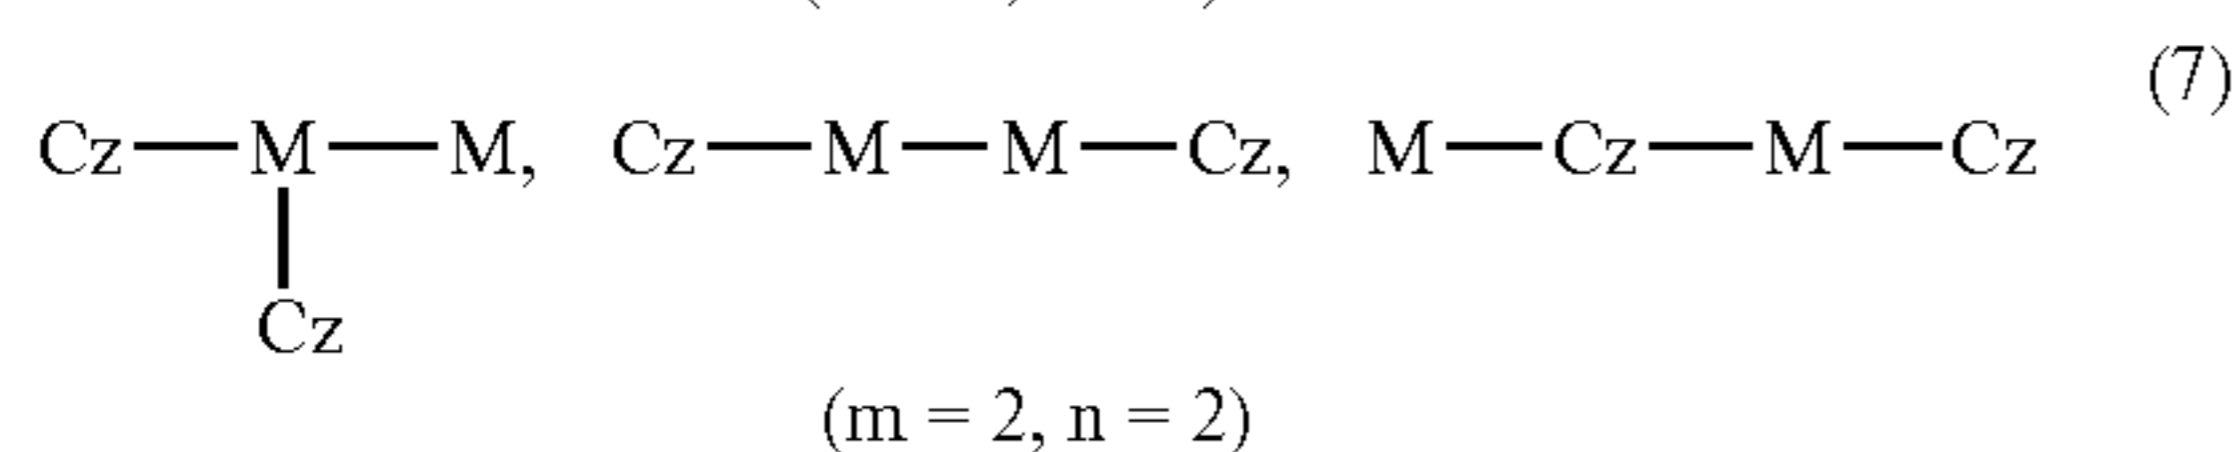 (7)
Cz—M—M, Cz—M—M—Cz, M—Cz—M—Cz
Cz
(m = 2, n = 2)